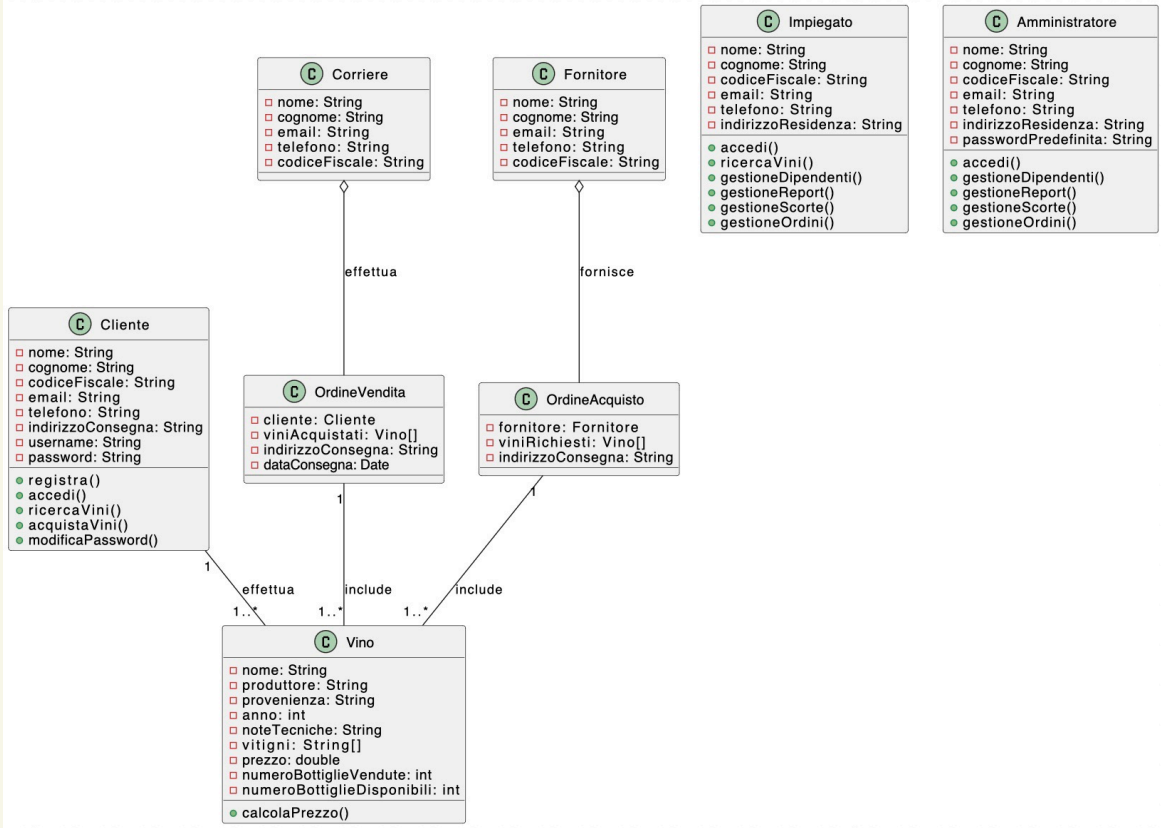 C Impiegato
nome: String
cognome: String
codiceFiscale: String
email: String
telefono: String
indirizzoResidenza: String
accedi()
ricercaVini()
gestioneDipendenti()
gestioneReport()
gestioneScorte()
gestioneOrdini()
C Amministratore
nome: String
cognome: String
codiceFiscale: String
email: String
telefono: String
indirizzoResidenza: String
passwordPredefinita: String
accedi()
gestioneDipendenti()
gestioneReport()
gestioneScorte()
gestioneOrdini()
C Corriere
nome: String
cognome: String
email: String
telefono: String
codiceFiscale: String
C Fornitore
nome: String
cognome: String
email: String
telefono: String
codiceFiscale: String
effettua
fornisce
C Cliente
nome: String
cognome: String
codiceFiscale: String
email: String
telefono: String
indirizzoConsegna: String
username: String
password: String
registra()
accedi()
ricercaVini()
acquistaVini()
modificaPassword()
C OrdineVendita
cliente: Cliente
viniAcquistati: Vino[]
indirizzoConsegna: String
dataConsegna: Date
C OrdineAcquisto
fornitore: Fornitore
viniRichiesti: Vino[]
indirizzoConsegna: String
1
1
1
effettua
include
include
1..*
1..*
1..*
C Vino
nome: String
produttore: String
provenienza: String
anno: int
noteTecniche: String
vitigni: String[]
prezzo: double
numeroBottiglieVendute: int
numeroBottiglieDisponibili: int
calcolaPrezzo()